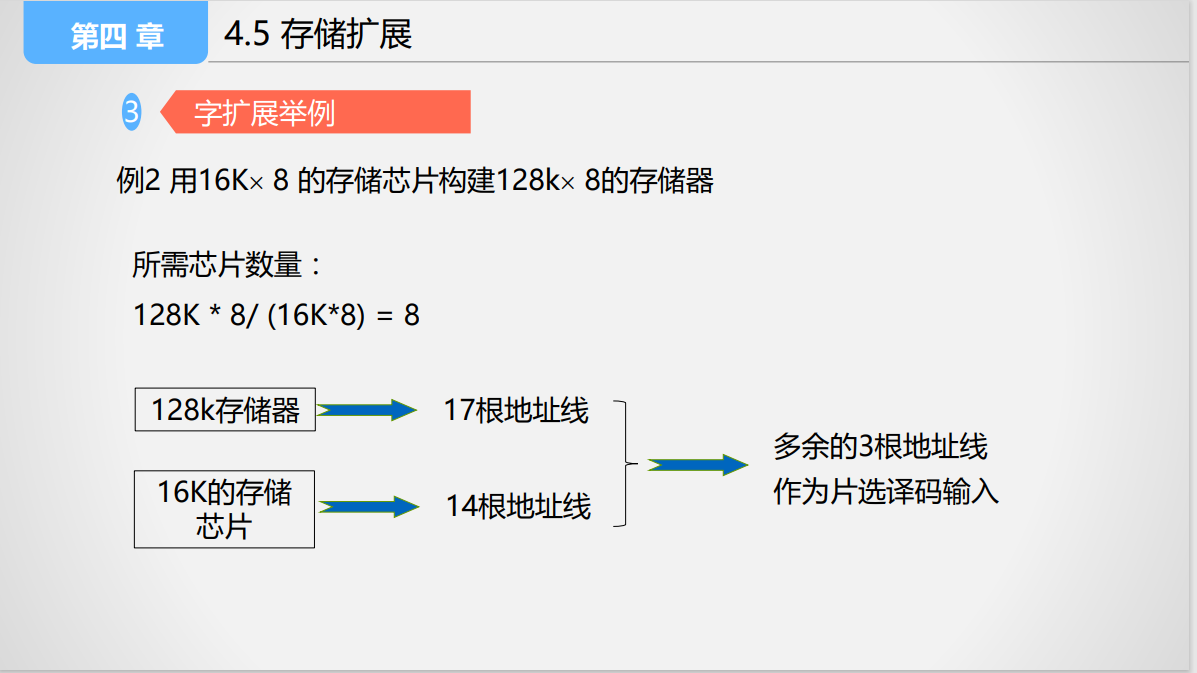 第四 章
4.5 存储扩展
3
字扩展举例
例2 用16K× 8 的存储芯片构建128k× 8的存储器
所需芯片数量：
128K * 8/ (16K*8) = 8
128k存储器
17根地址线
16K的存储
芯片
14根地址线
多余的3根地址线
作为片选译码输入